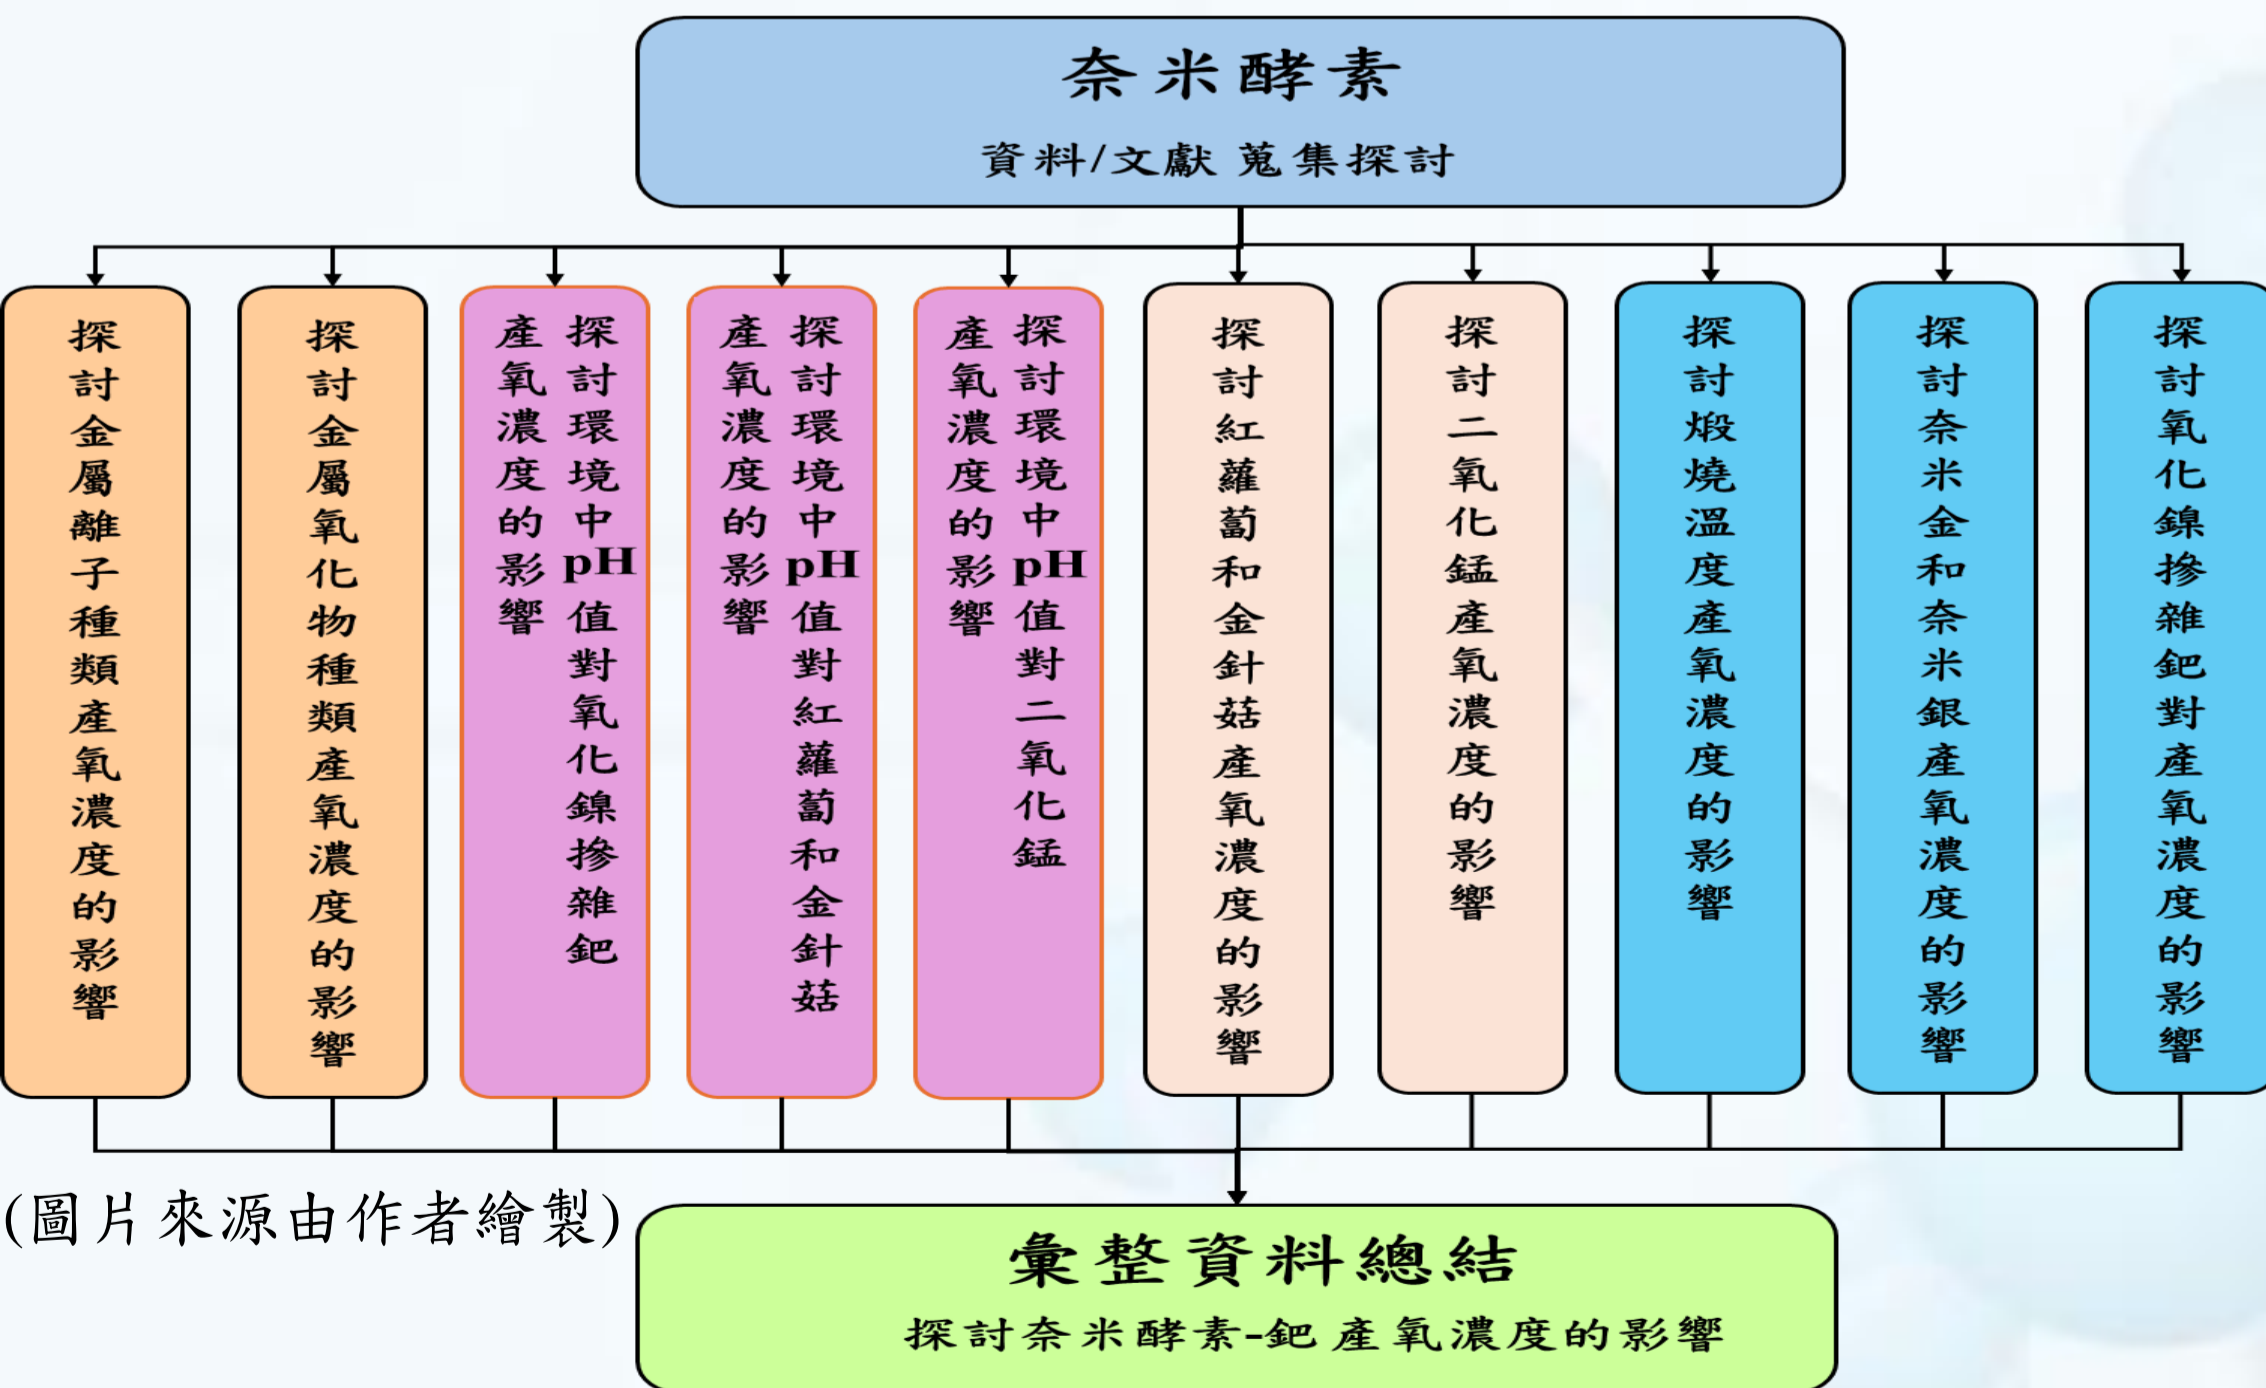 奈米酵素
資料/文獻 蒐集探討
探討金屬離子種類產氧濃度的影響
探討金屬氧化物種類產氧濃度的影響
探討環境中pH值對氧化鎳摻雜鈀
產氧濃度的影響
探討環境中pH值對紅蘿蔔和金針菇
產氧濃度的影響
探討環境中pH值對二氧化錳
產氧濃度的影響
探討紅蘿蔔和金針菇產氧濃度的影響
探討二氧化錳產氧濃度的影響
探討煅燒溫度產氧濃度的影響
探討奈米金和奈米銀產氧濃度的影響
探討氧化鎳摻雜鈀對產氧濃度的影響
(圖片來源由作者繪製)
彙整資料總結
探討奈米酵素-鈀 產氧濃度的影響